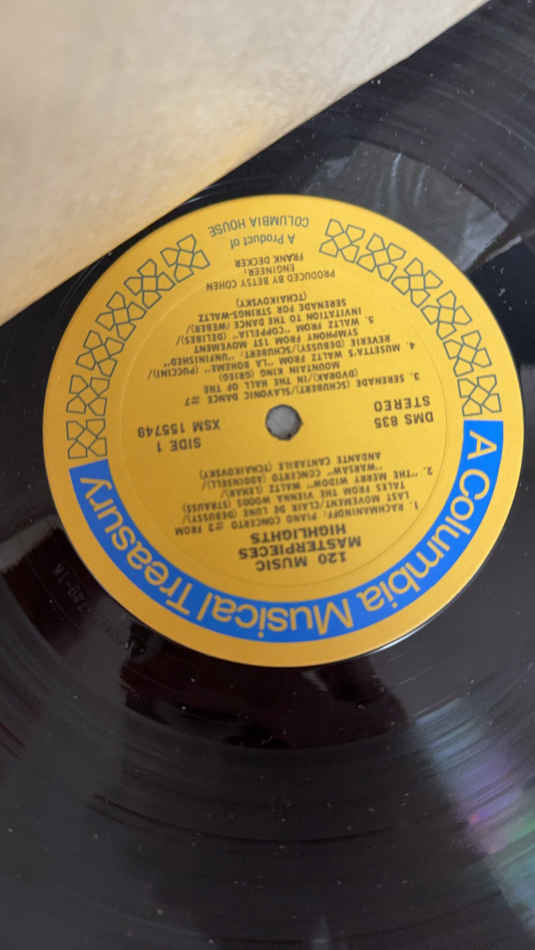 A Columbia Musical Treasury
120 MUSIC
MASTERPIECES
HIGHLIGHTS
1. RACHMANINOFF: PIANO CONCERTO #2 FROM
LAST MOVEMENT/CLAIR DE LUNE (DEBUSSY)/
TALES FROM THE VIENNA WOODS (STRAUSS)
2. "THE MERRY WIDOW" WALTZ (LEHAR)/
"WARSAW" CONCERTO (ADDINSELL)/
ANDANTE CANTABILE (TCHAIKOVSKY)
DMS 835
STEREO
SIDE 1
XSM 155749
3. SERENADE (SCHUBERT)/SLAVONIC DANCE #7
(DVORAK)/IN THE HALL OF THE
MOUNTAIN KING (GRIEG)
4. MUSETTA'S WALTZ FROM "LA BOHEME" (PUCCINI)/
REVERIE (DEBUSSY)/SCHUBERT: "UNFINISHED"
SYMPHONY FROM 1ST MOVEMENT
5. WALTZ FROM "COPPELIA" (DELIBES)/
INVITATION TO THE DANCE (WEBER)/
SERENADE FOR STRINGS-WALTZ
(TCHAIKOVSKY)
PRODUCED BY BETSY COHEN
ENGINEER:
FRANK DECKER
A Product of
COLUMBIA HOUSE